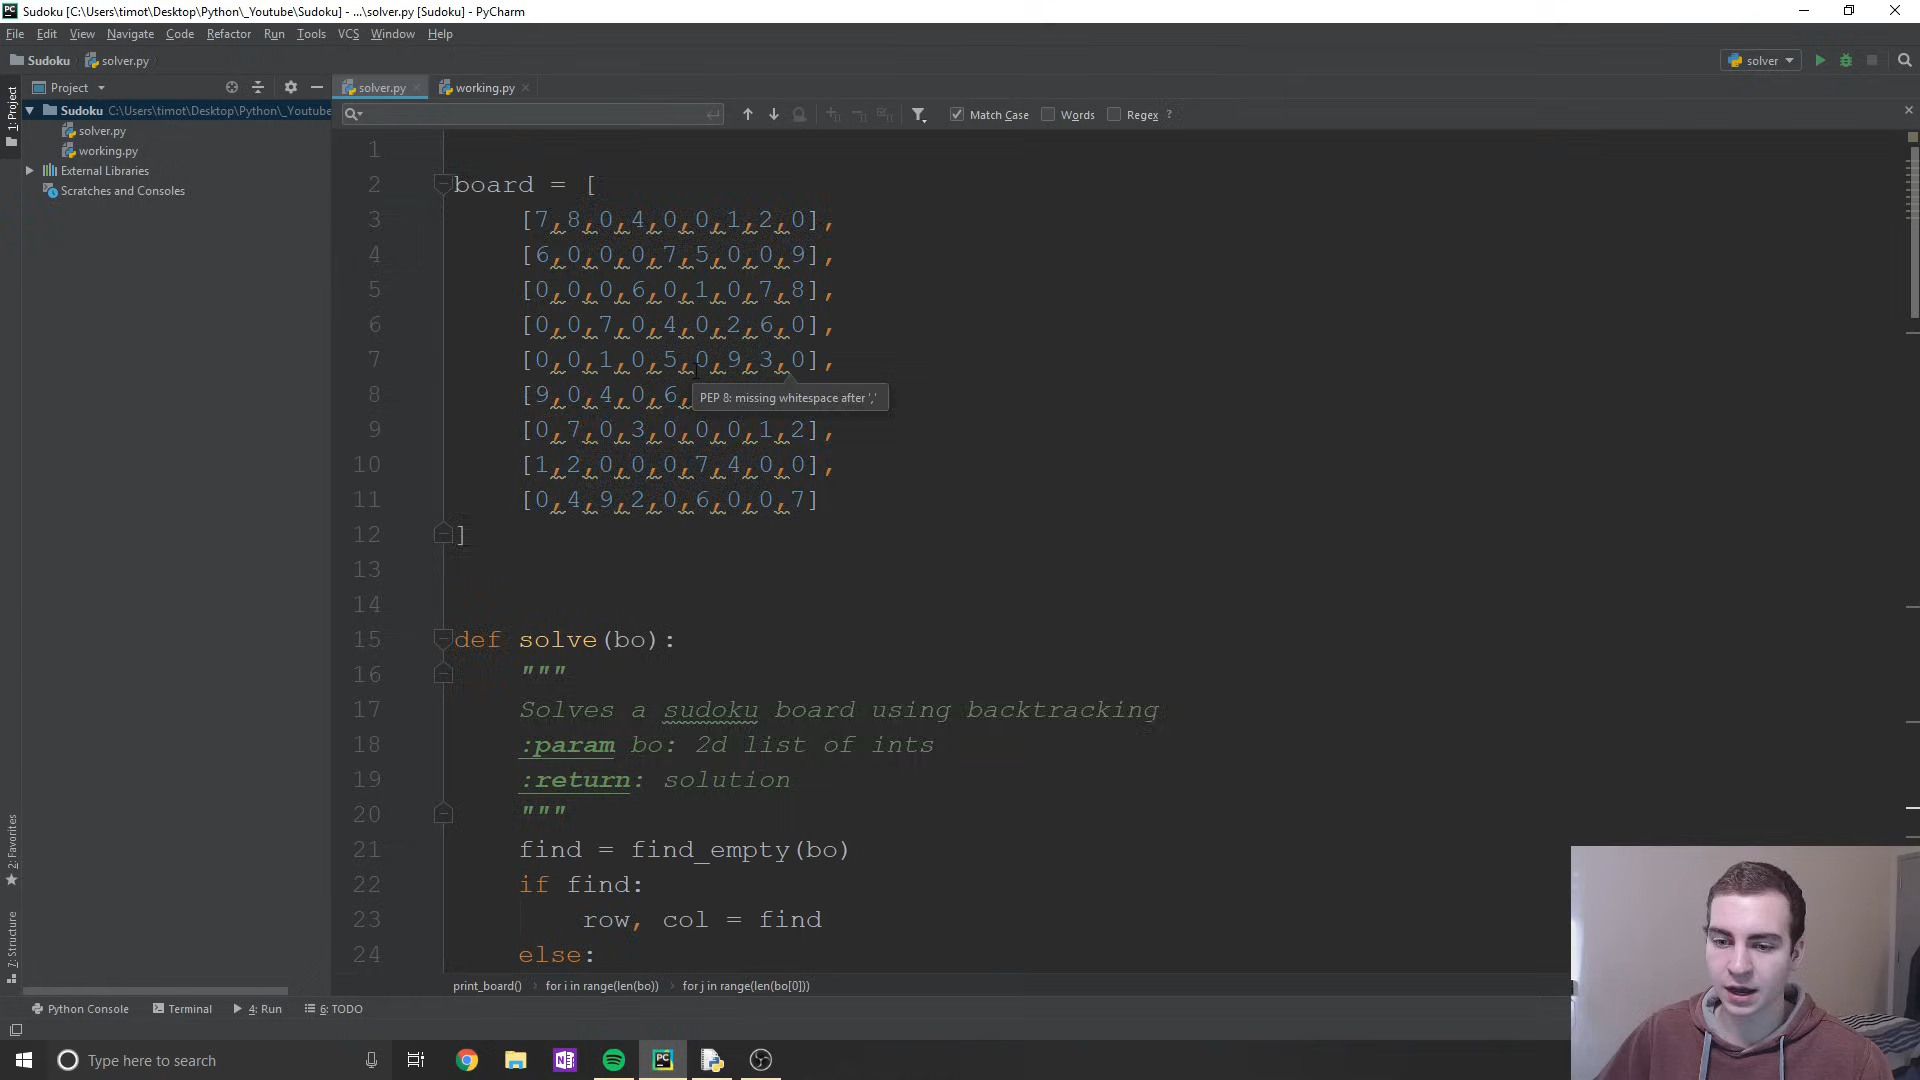 Sudoku [C:\Users\timot\Desktop\Python\_Youtube\Sudoku] - ...\solver.py [Sudoku] - PyCharm
File Edit View Navigate Code Refactor Run Tools VCS Window Help
Sudoku solver.py solver
Project solver.py working.py
Match Case Words Regex ?
1: Project
Sudoku C:\Users\timot\Desktop\Python\_Youtube
solver.py
working.py
External Libraries
Scratches and Consoles
1
2 board = [
3 [7,8,0,4,0,0,1,2,0],
4 [6,0,0,0,7,5,0,0,9],
5 [0,0,0,6,0,1,0,7,8],
6 [0,0,7,0,4,0,2,6,0],
7 [0,0,1,0,5,0,9,3,0],
8 [9,0,4,0,6,
PEP 8: missing whitespace after ','
9 [0,7,0,3,0,0,0,1,2],
10 [1,2,0,0,0,7,4,0,0],
11 [0,4,9,2,0,6,0,0,7]
12 ]
13
14
15 def solve(bo):
16 """
17 Solves a sudoku board using backtracking
18 :param bo: 2d list of ints
19 :return: solution
20 """
21 find = find_empty(bo)
22 if find:
23 row, col = find
24 else:
2: Favorites
7: Structure
print_board() for i in range(len(bo)) for j in range(len(bo[0]))
Python Console Terminal 4: Run 6: TODO
Type here to search